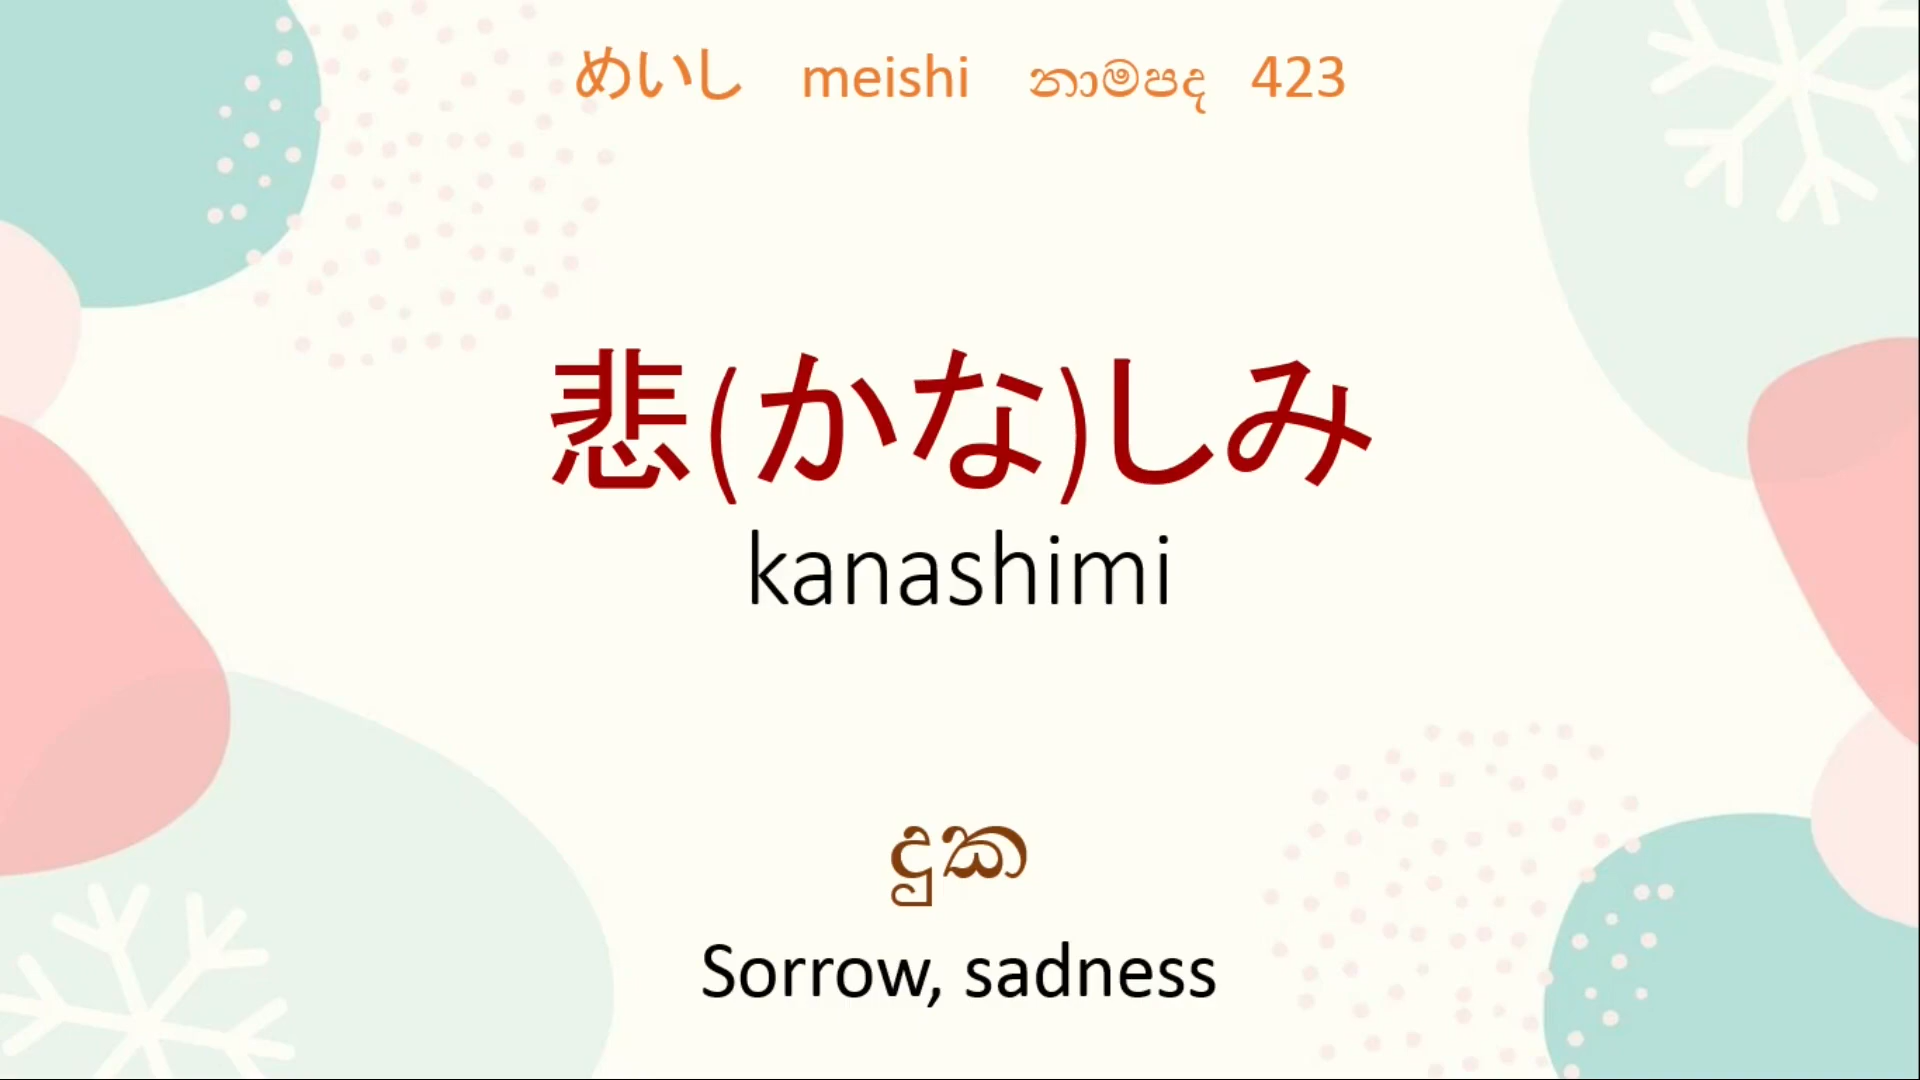 めいし meishi නාමපද 423
悲(かな)しみ
kanashimi
දුක
Sorrow, sadness